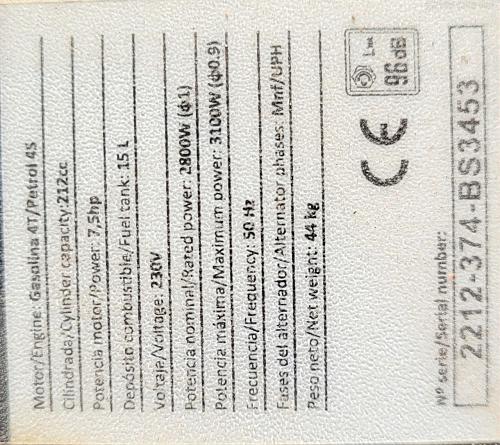 Motor/Engine: Gasolina 4T/Petrol 4S
Cilindrada/Cylinder capacity:212cc
Potencia motor/Power: 7,5hp
Depósito combustible/Fuel tank: 15 L
Voltaje/Voltage: 230V
Potencia nominal/Rated power: 2800W (ϕ1)
Potencia máxima/Maximum power: 3100W (ϕ0.9)
Frecuencia/Frequency: 50 Hz
Fases del alternador/Alternator phases: Mnf/UPH
Peso neto/Net weight: 44 kg
CE
LWA
96 dB
Nº serie/Serial number:
2212-374-BS3453